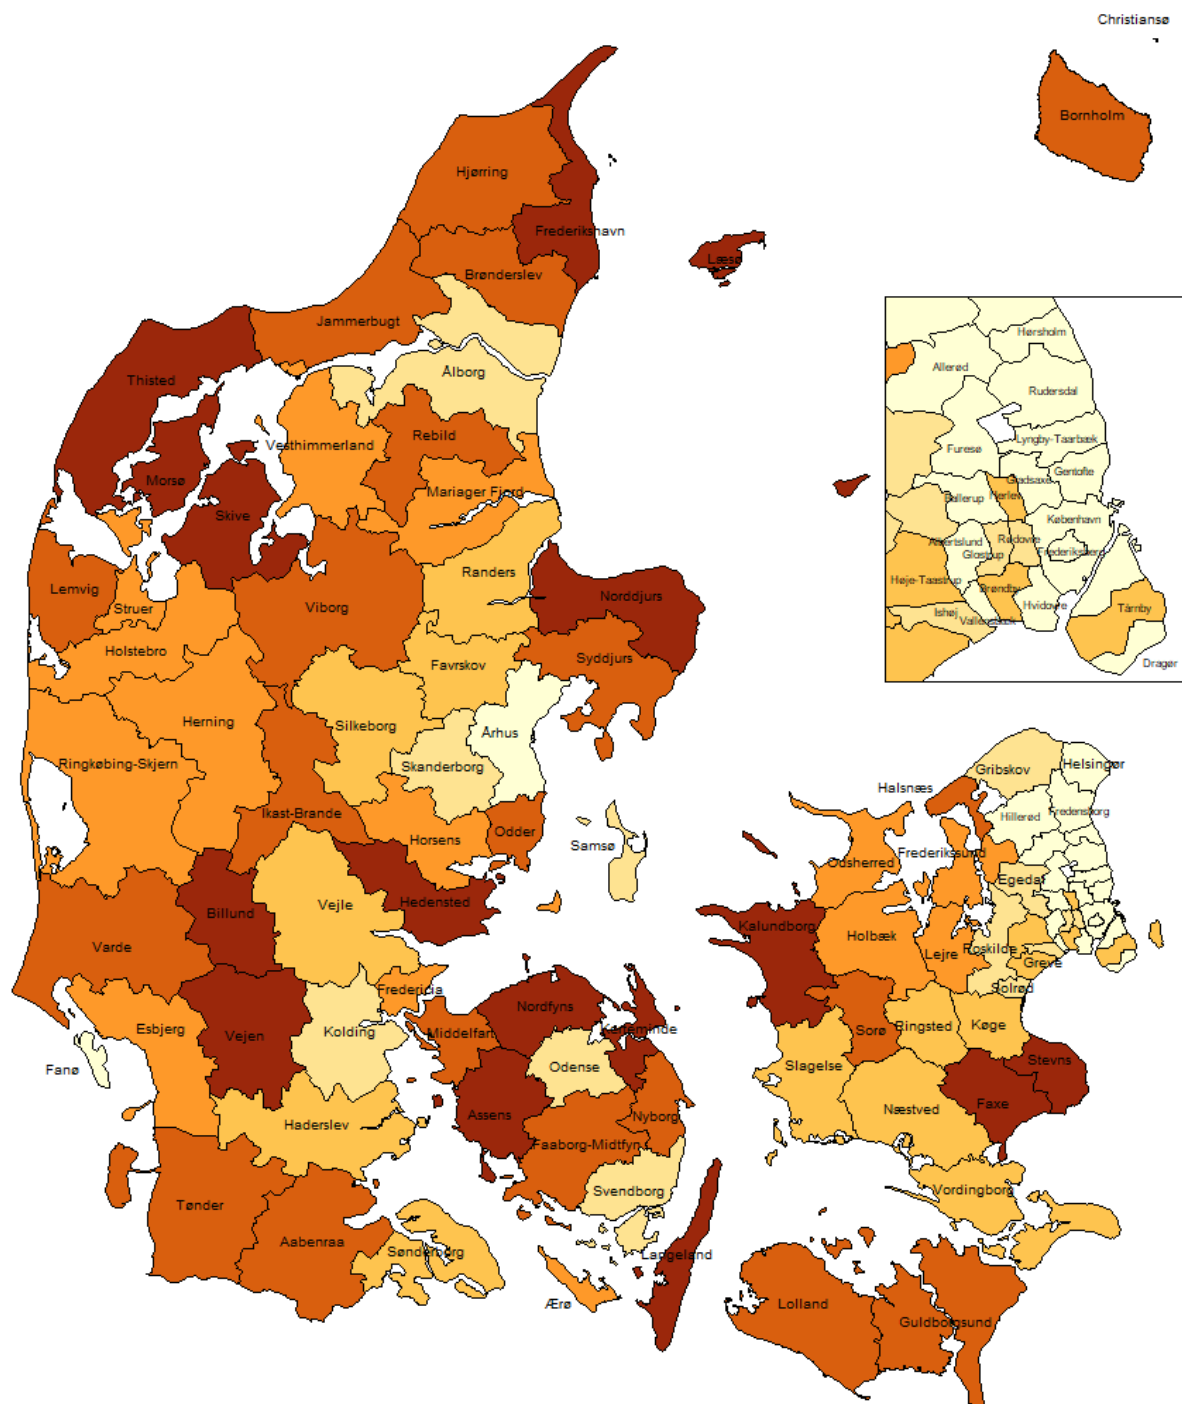 Christiansø
Bornholm
Hjørring
Frederikshavn
Læsø
Brønderslev
Jammerbugt
Thisted
Ålborg
Rebild
Vesthimmerland
Morsø
Mariager Fjord
Skive
Hørsholm
Allerød
Rudersdal
Lyngby-Taarbæk
Furesø
Gentofte
Gladsaxe
Ballerup
Herlev
København
Albertslund
Rødovre
Glostrup
Frederiksberg
Høje-Taastrup
Brøndby
Hvidovre
Ishøj
Vallensbæk
Tårnby
Dragør
Randers
Lemvig
Struer
Viborg
Norddjurs
Holstebro
Favrskov
Syddjurs
Herning
Silkeborg
Århus
Skanderborg
Ringkøbing-Skjern
Ikast-Brande
Horsens
Odder
Samsø
Gribskov
Helsingør
Halsnæs
Hillerød
Fredensborg
Odsherred
Frederikssund
Egedal
Billund
Vejle
Hedensted
Kalundborg
Holbæk
Varde
Lejre
Roskilde
Greve
Solrød
Fredericia
Nordfyns
Esbjerg
Vejen
Kolding
Middelfart
Kerteminde
Sorø
Ringsted
Køge
Fanø
Odense
Slagelse
Stevns
Haderslev
Assens
Nyborg
Næstved
Faxe
Faaborg-Midtfyn
Svendborg
Vordingborg
Tønder
Aabenraa
Sønderborg
Langeland
Ærø
Lolland
Guldborgsund